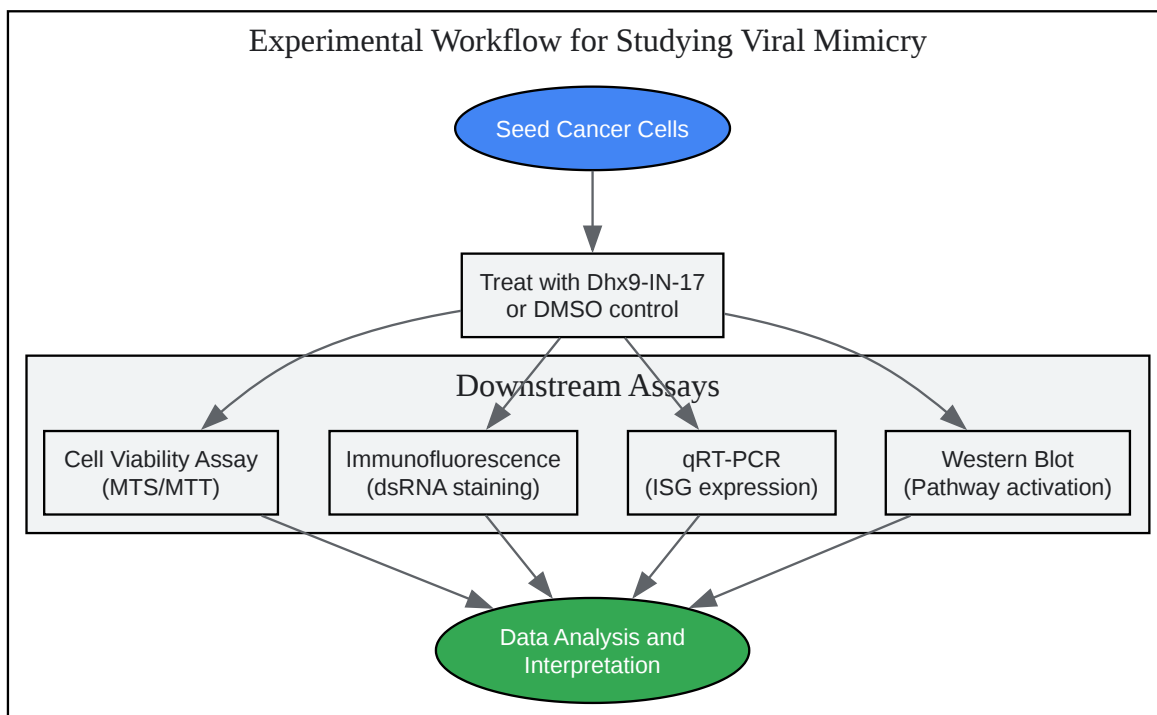 Experimental Workflow for Studying Viral Mimicry
Seed Cancer Cells
Treat with Dhx9-IN-17
or DMSO control
Downstream Assays
Cell Viability Assay
(MTS/MTT)
Immunofluorescence
(dsRNA staining)
qRT-PCR
(ISG expression)
Western Blot
(Pathway activation)
Data Analysis and
Interpretation